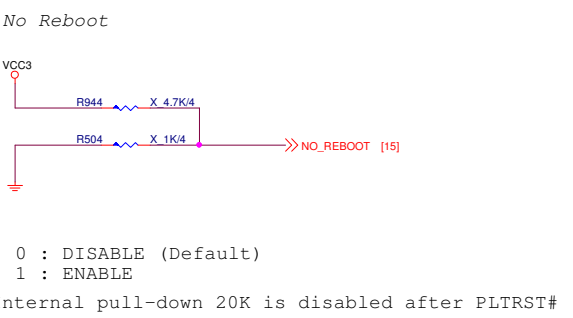 No Reboot
VCC3
R944 X_4.7K/4
R504 X_1K/4
NO_REBOOT [15]
0 : DISABLE (Default)
1 : ENABLE
nternal pull-down 20K is disabled after PLTRST#